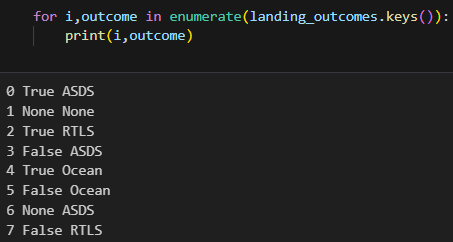 for i,outcome in enumerate(landing_outcomes.keys()):
    print(i,outcome)
0 True ASDS
1 None None
2 True RTLS
3 False ASDS
4 True Ocean
5 False Ocean
6 None ASDS
7 False RTLS